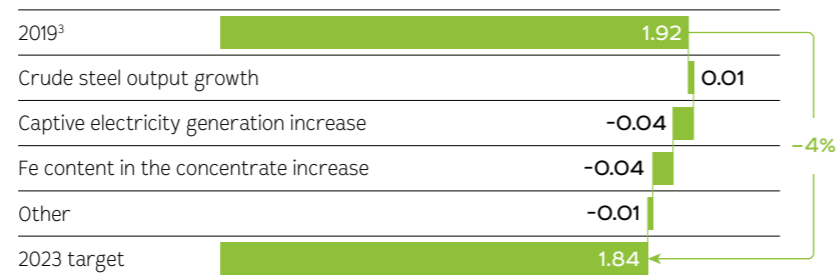 2019³ 1.92
Crude steel output growth 0.01
Captive electricity generation increase -0.04
-4%
Fe content in the concentrate increase -0.04
Other -0.01
2023 target 1.84